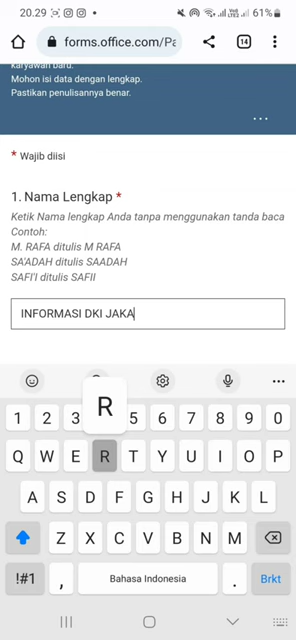 20.29
61%
forms.office.com/Pa
14
karyawan baru.
Mohon isi data dengan lengkap.
Pastikan penulisannya benar.
...
* Wajib diisi
1. Nama Lengkap *
Ketik Nama lengkap Anda tanpa menggunakan tanda baca
Contoh:
M. RAFA ditulis M RAFA
SA'ADAH ditulis SAADAH
SAFI'I ditulis SAFII
INFORMASI DKI JAKA
R
1 2 3 5 6 7 8 9 0
Q W E R T Y U I O P
A S D F G H J K L
Z X C V B N M
!#1 , Bahasa Indonesia . Brkt